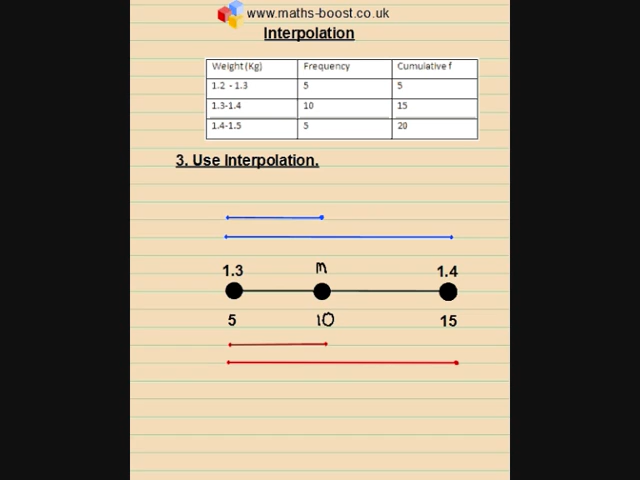 www.maths-boost.co.uk
Interpolation
Weight (Kg) Frequency Cumulative f
1.2 - 1.3 5 5
1.3-1.4 10 15
1.4-1.5 5 20
3. Use Interpolation.
1.3 m 1.4
5 10 15